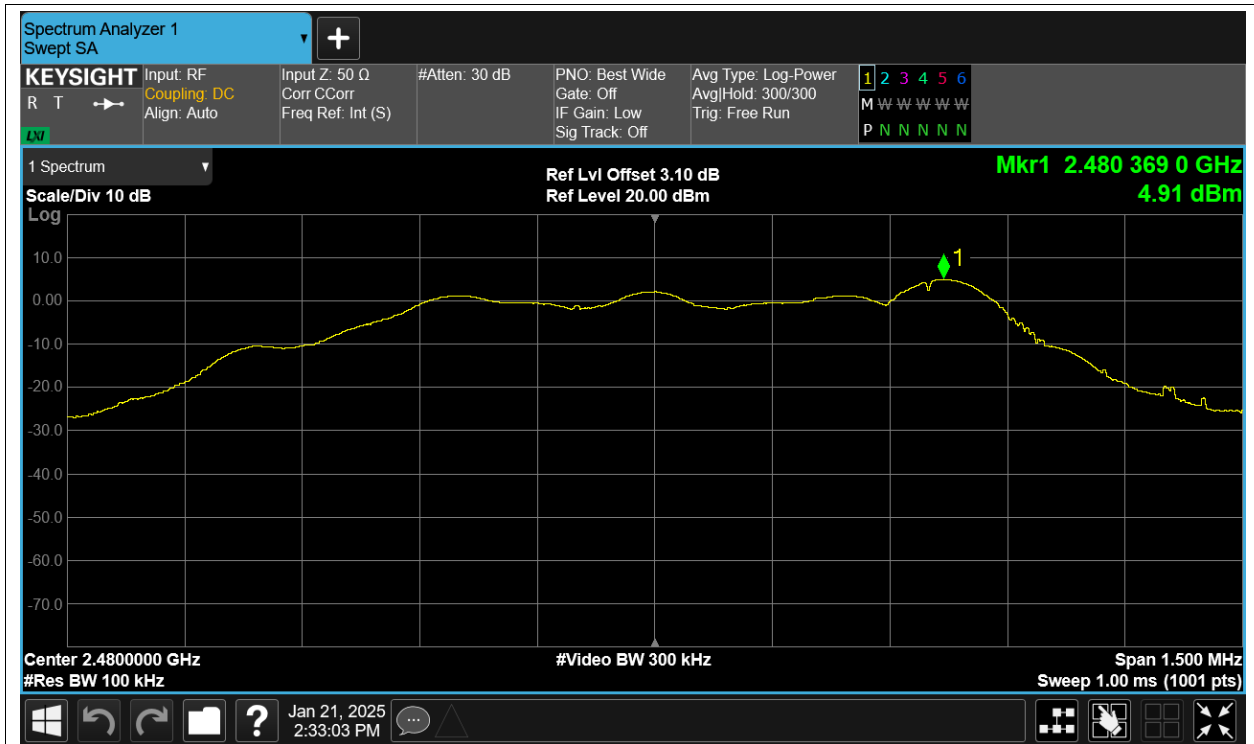 Spectrum Analyzer 1
Swept SA
KEYSIGHT
R T
LXI
Input: RF
Coupling: DC
Align: Auto
Input Z: 50 Ω
Corr CCorr
Freq Ref: Int (S)
#Atten: 30 dB
PNO: Best Wide
Gate: Off
IF Gain: Low
Sig Track: Off
Avg Type: Log-Power
Avg|Hold: 300/300
Trig: Free Run
1 2 3 4 5 6
M W W W W W
P N N N N N
1 Spectrum
Scale/Div 10 dB
Log
Ref Lvl Offset 3.10 dB
Ref Level 20.00 dBm
Mkr1 2.480 369 0 GHz
4.91 dBm
1
10.0
0.00
-10.0
-20.0
-30.0
-40.0
-50.0
-60.0
-70.0
Center 2.4800000 GHz
#Res BW 100 kHz
#Video BW 300 kHz
Span 1.500 MHz
Sweep 1.00 ms (1001 pts)
?
Jan 21, 2025
2:33:03 PM